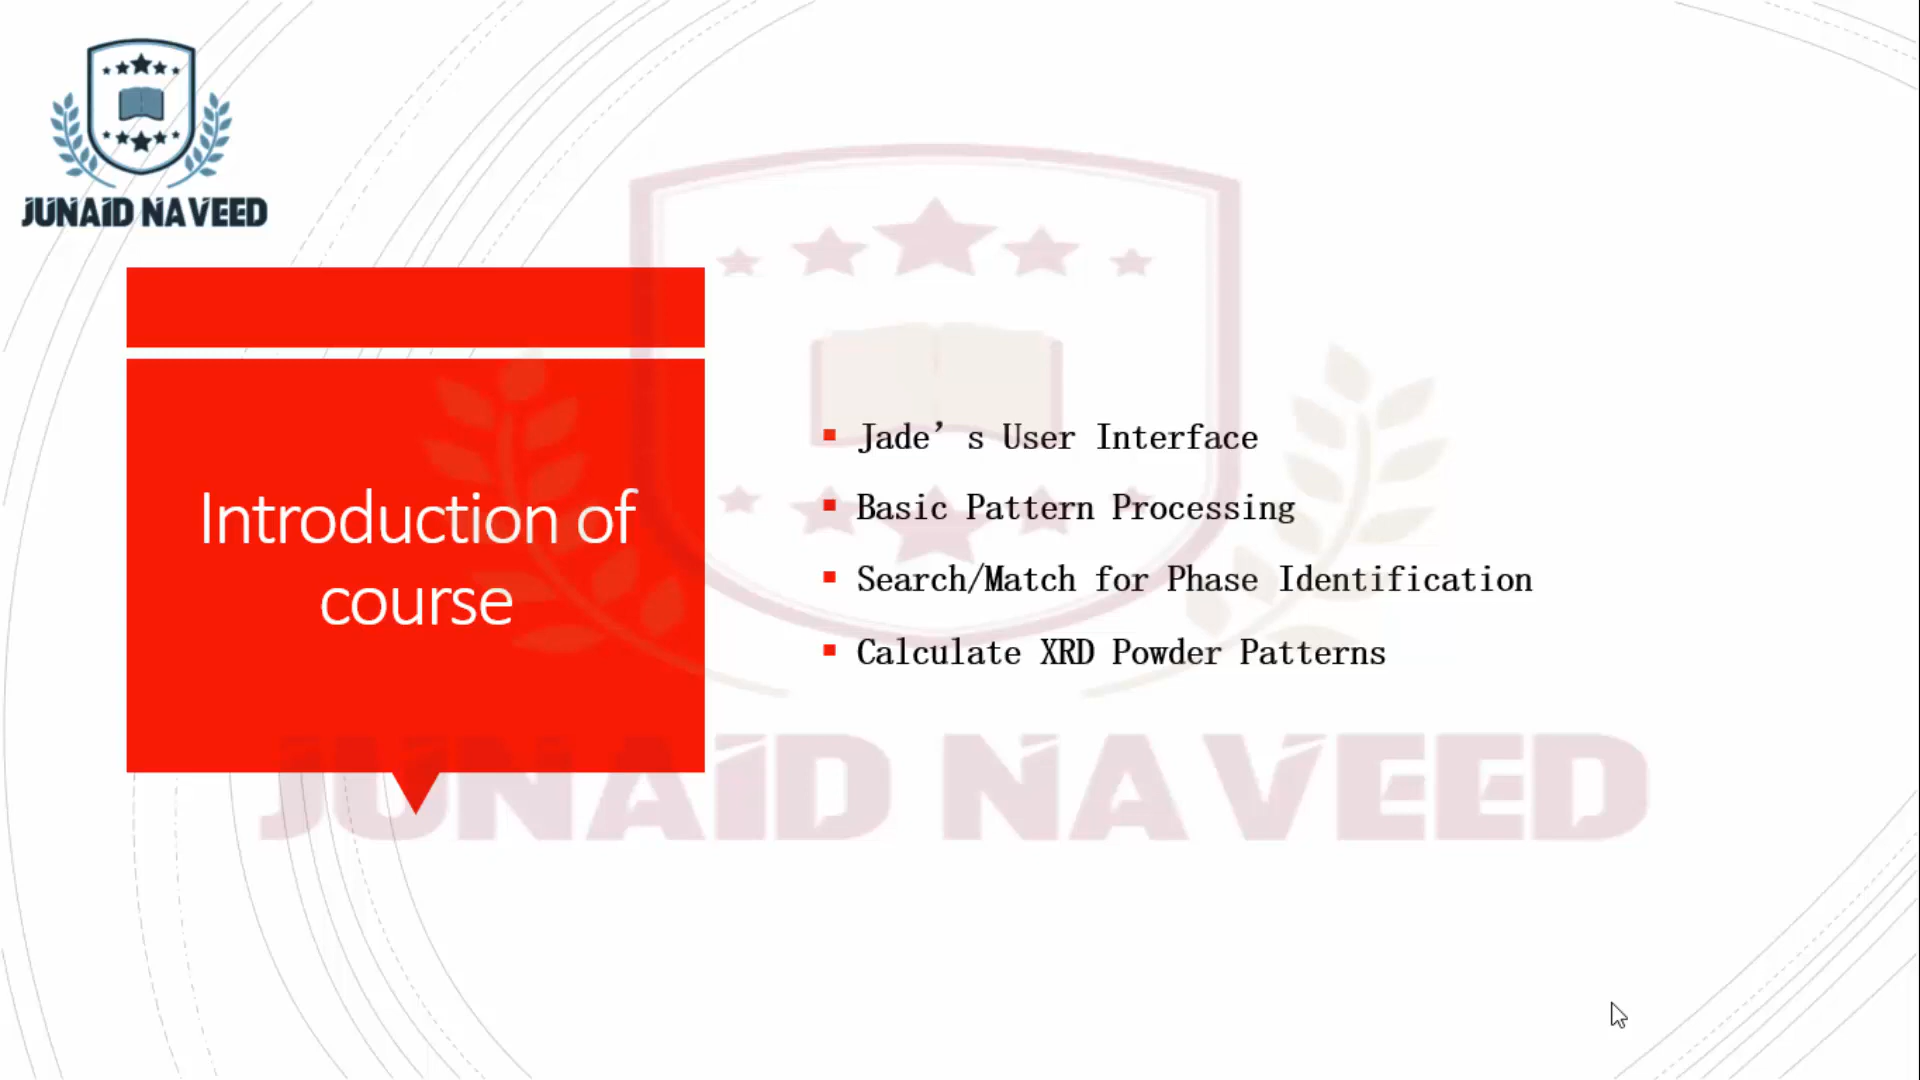 JUNAID NAVEED
Introduction of
course
Jade’s User Interface
Basic Pattern Processing
Search/Match for Phase Identification
Calculate XRD Powder Patterns
JUNAID NAVEED